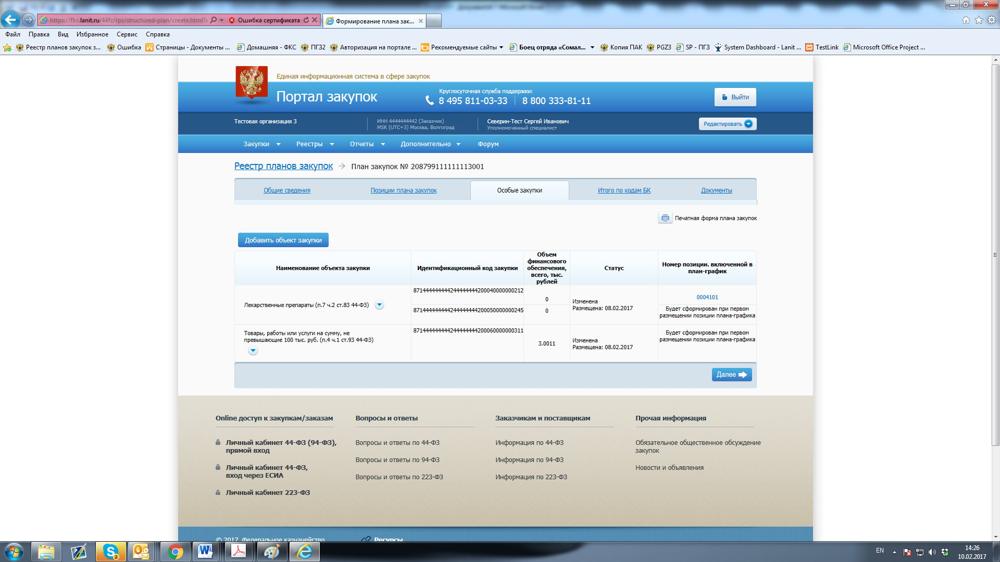 https://fks.lanit.ru/44fz/rpz/structured-plan/create.html?
Ошибка сертификата
Формирование плана зак...
Файл Правка Вид Избранное Сервис Справка
Реестр планов закупок з... Ошибка Страницы - Документы ... Домашняя - ФКС ПГ32 Авторизация на портале ... Рекомендуемые сайты Боец отряда «Сомал... Копия ПАК PGZ3 SP - ПГЗ System Dashboard - Lanit ... TestLink Microsoft Office Project ...
Единая информационная система в сфере закупок
Портал закупок
Круглосуточная служба поддержки:
8 495 811-03-33 8 800 333-81-11
Выйти
Тестовая организация 3
ИНН 4444444442 (Заказчик)
MSK (UTC+3) Москва, Волгоград
Северин-Тест Сергей Иванович
Уполномоченный специалист
Редактировать
Закупки Реестры Отчеты Дополнительно Форум
Реестр планов закупок План закупок № 208799111111113001
Общие сведения Позиции плана закупок Особые закупки Итого по кодам БК Документы
Печатная форма плана закупок
Добавить объект закупки
Наименование объекта закупки
Идентификационный код закупки
Объем
финансового
обеспечения,
всего, тыс.
рублей
Статус
Номер позиции. включенной в
план-график
Лекарственные препараты (п.7 ч.2 ст.83 44-ФЗ)
0
0
Изменена
Размещена: 08.02.2017
0004101
Будет сформирован при первом
размещении позиции плана-графика
Товары, работы или услуги на сумму, не
превышающие 100 тыс. руб. (п.4 ч.1 ст.93 44-ФЗ)
3.0011
Изменена
Размещена: 08.02.2017
Будет сформирован при первом
размещении позиции плана-графика
Далее
Online доступ к закупкам/заказам
Личный кабинет 44-ФЗ (94-ФЗ),
прямой вход
Личный кабинет 44-ФЗ,
вход через ЕСИА
Личный кабинет 223-ФЗ
Вопросы и ответы
Вопросы и ответы по 44-ФЗ
Вопросы и ответы по 94-ФЗ
Вопросы и ответы по 223-ФЗ
Заказчикам и поставщикам
Информация по 44-ФЗ
Информация по 94-ФЗ
Информация по 223-ФЗ
Прочая информация
Обязательное общественное обсуждение
закупок
Новости и объявления
© 2017, Федеральное казначейство
Ресурсы
EN
14:26
10.02.2017